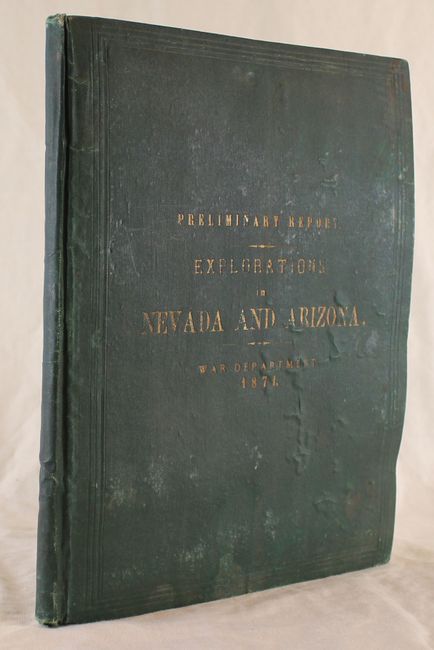 PRELIMINARY REPORT
EXPLORATIONS
in
NEVADA AND ARIZONA.
WAR DEPARTMENT
1871.